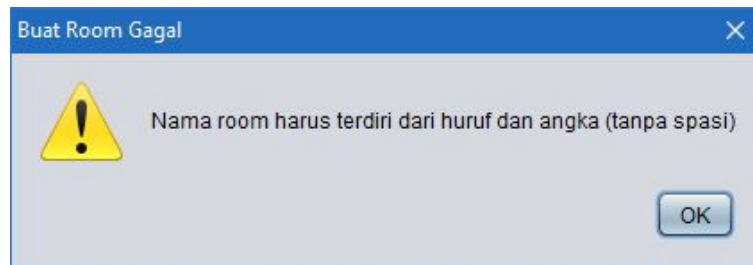 Buat Room Gagal
Nama room harus terdiri dari huruf dan angka (tanpa spasi)
OK